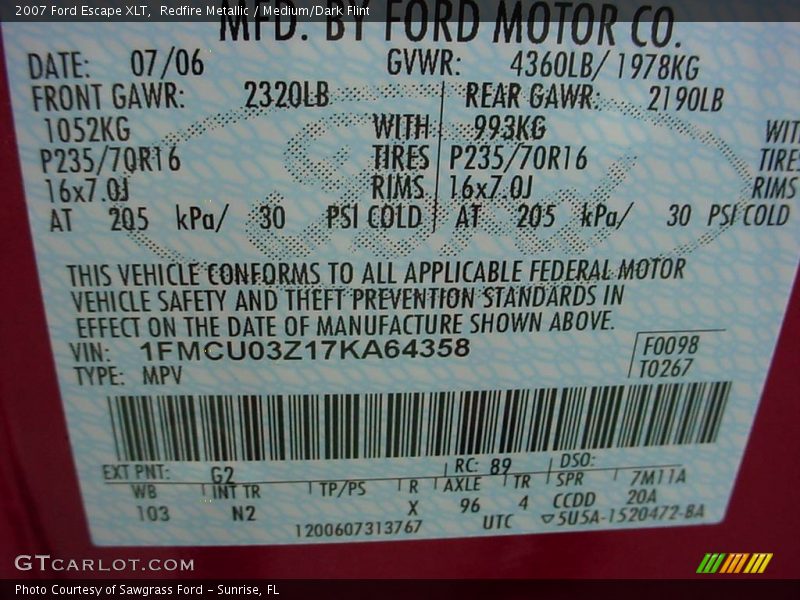 2007 Ford Escape XLT, Redfire Metallic / Medium/Dark Flint
MFD. BY FORD MOTOR CO.
DATE: 07/06 GVWR: 4360LB/ 1978KG
FRONT GAWR: 2320LB REAR GAWR: 2190LB
1052KG WITH 993KG WIT
P235/70R16 TIRES P235/70R16 TIRES
16x7.0J RIMS 16x7.0J RIMS
AT 205 kPa/ 30 PSI COLD AT 205 kPa/ 30 PSI COLD
THIS VEHICLE CONFORMS TO ALL APPLICABLE FEDERAL MOTOR
VEHICLE SAFETY AND THEFT PREVENTION STANDARDS IN
EFFECT ON THE DATE OF MANUFACTURE SHOWN ABOVE.
VIN: 1FMCU03Z17KA64358 F0098
TYPE: MPV T0267
EXT PNT: G2 RC: 89 DSO:
WB INT TR TP/PS R AXLE TR SPR 7M11A
103 N2 X 96 4 CCDD 20A
1200607313767 UTC ▽5U5A-1520472-BA
GTCARLOT.COM
Photo Courtesy of Sawgrass Ford - Sunrise, FL